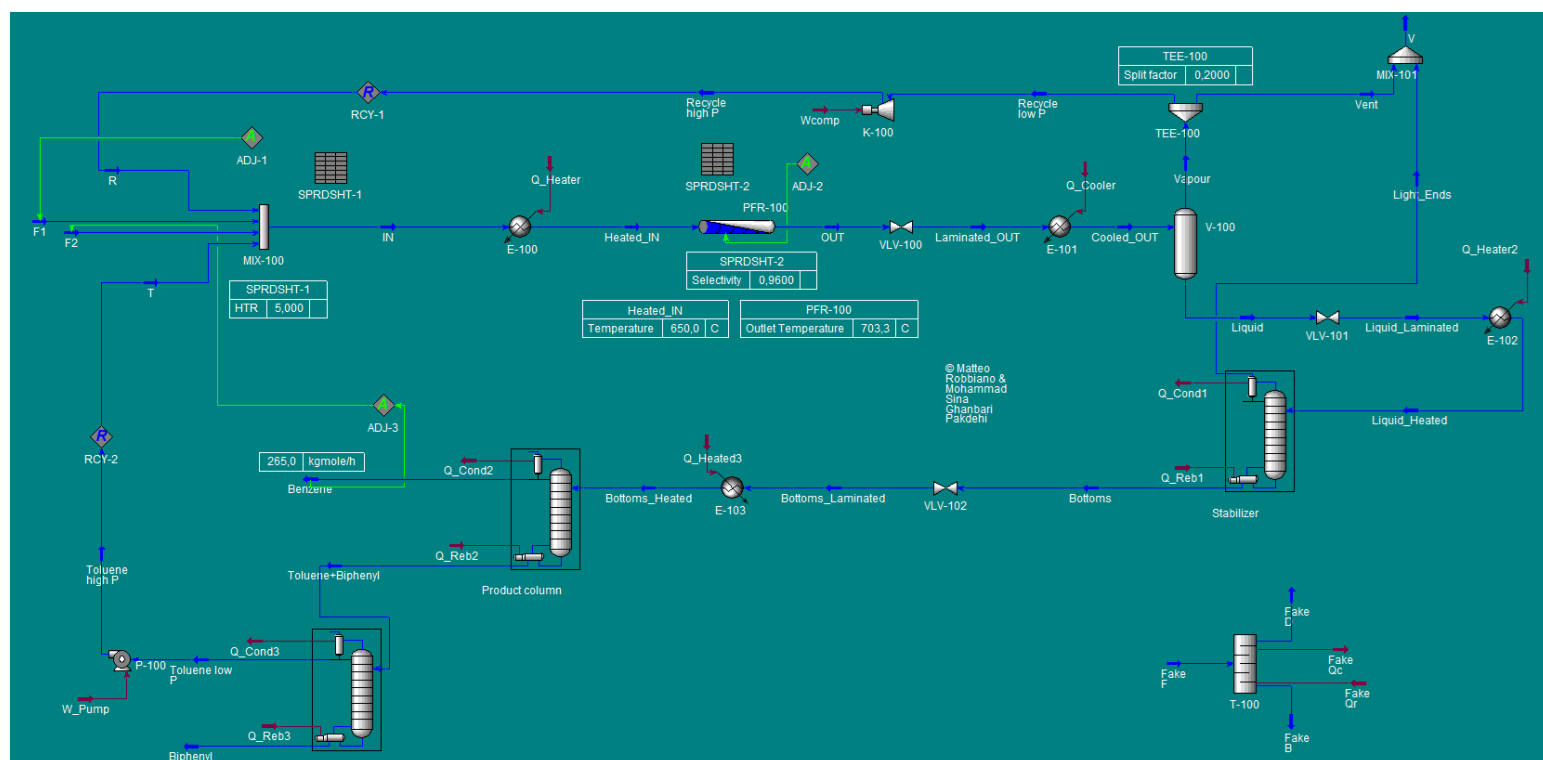 V
TEE-100
Split factor 0,2000
MIX-101
RCY-1
Recycle
high P
Wcomp
K-100
Recycle
low P
TEE-100
Vent
ADJ-1
R
SPRDSHT-1
Q_Heater
SPRDSHT-2
ADJ-2
Vapour
Q_Cooler
Light_Ends
F1
F2
MIX-100
IN
E-100
Heated_IN
PFR-100
OUT
VLV-100
Laminated_OUT
E-101
Cooled_OUT
V-100
Q_Heater2
T
SPRDSHT-1
HTR 5,000
SPRDSHT-2
Selectivity 0,9600
Heated_IN
Temperature 650,0 C
PFR-100
Outlet Temperature 703,3 C
Liquid
VLV-101
Liquid_Laminated
E-102
© Matteo
Robbiano &
Mohammad
Sina
Ghanbari
Pakdehi
Q_Cond1
Liquid_Heated
ADJ-3
RCY-2
265,0 kgmole/h
Benzene
Q_Cond2
Q_Heated3
Bottoms_Heated
E-103
Bottoms_Laminated
VLV-102
Bottoms
Q_Reb1
Stabilizer
Q_Reb2
Toluene+Biphenyl
Product column
Toluene
high P
Q_Cond3
P-100
Toluene low
P
W_Pump
Q_Reb3
Biphenyl
Fake
D
Fake
F
Fake
Qc
Fake
Qr
T-100
Fake
B